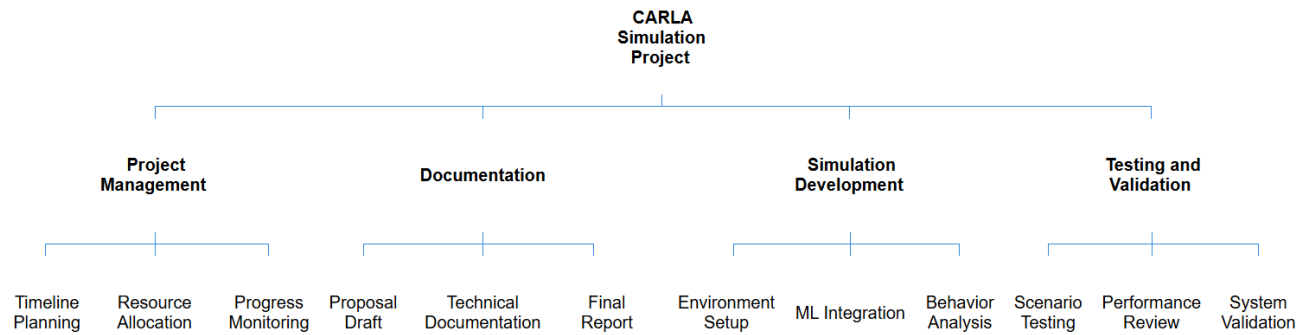 CARLA
Simulation
Project
Project
Management
Documentation
Simulation
Development
Testing and
Validation
Timeline
Planning
Resource
Allocation
Progress
Monitoring
Proposal
Draft
Technical
Documentation
Final
Report
Environment
Setup
ML Integration
Behavior
Analysis
Scenario
Testing
Performance
Review
System
Validation